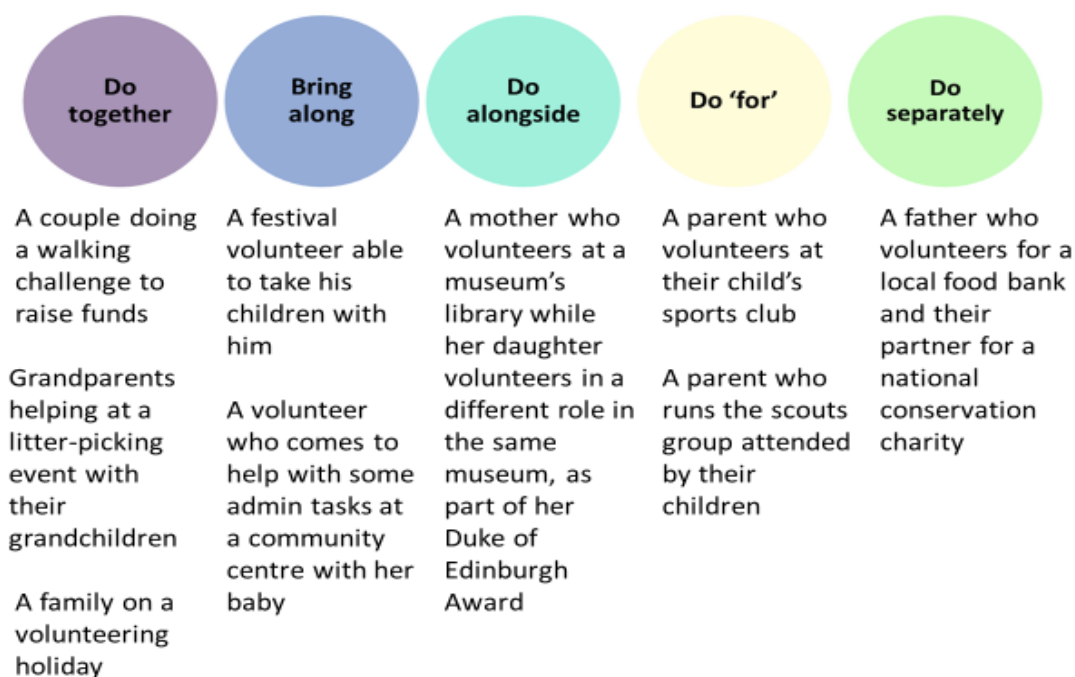 Do
together
Bring
along
Do
alongside
Do ‘for’
Do
separately
A couple doing
a walking
challenge to
raise funds
Grandparents
helping at a
litter-picking
event with
their
grandchildren
A family on a
volunteering
holiday
A festival
volunteer able
to take his
children with
him
A volunteer
who comes to
help with some
admin tasks at
a community
centre with her
baby
A mother who
volunteers at a
museum’s
library while
her daughter
volunteers in a
different role in
the same
museum, as
part of her
Duke of
Edinburgh
Award
A parent who
volunteers at
their child’s
sports club
A parent who
runs the scouts
group attended
by their
children
A father who
volunteers for a
local food bank
and their
partner for a
national
conservation
charity